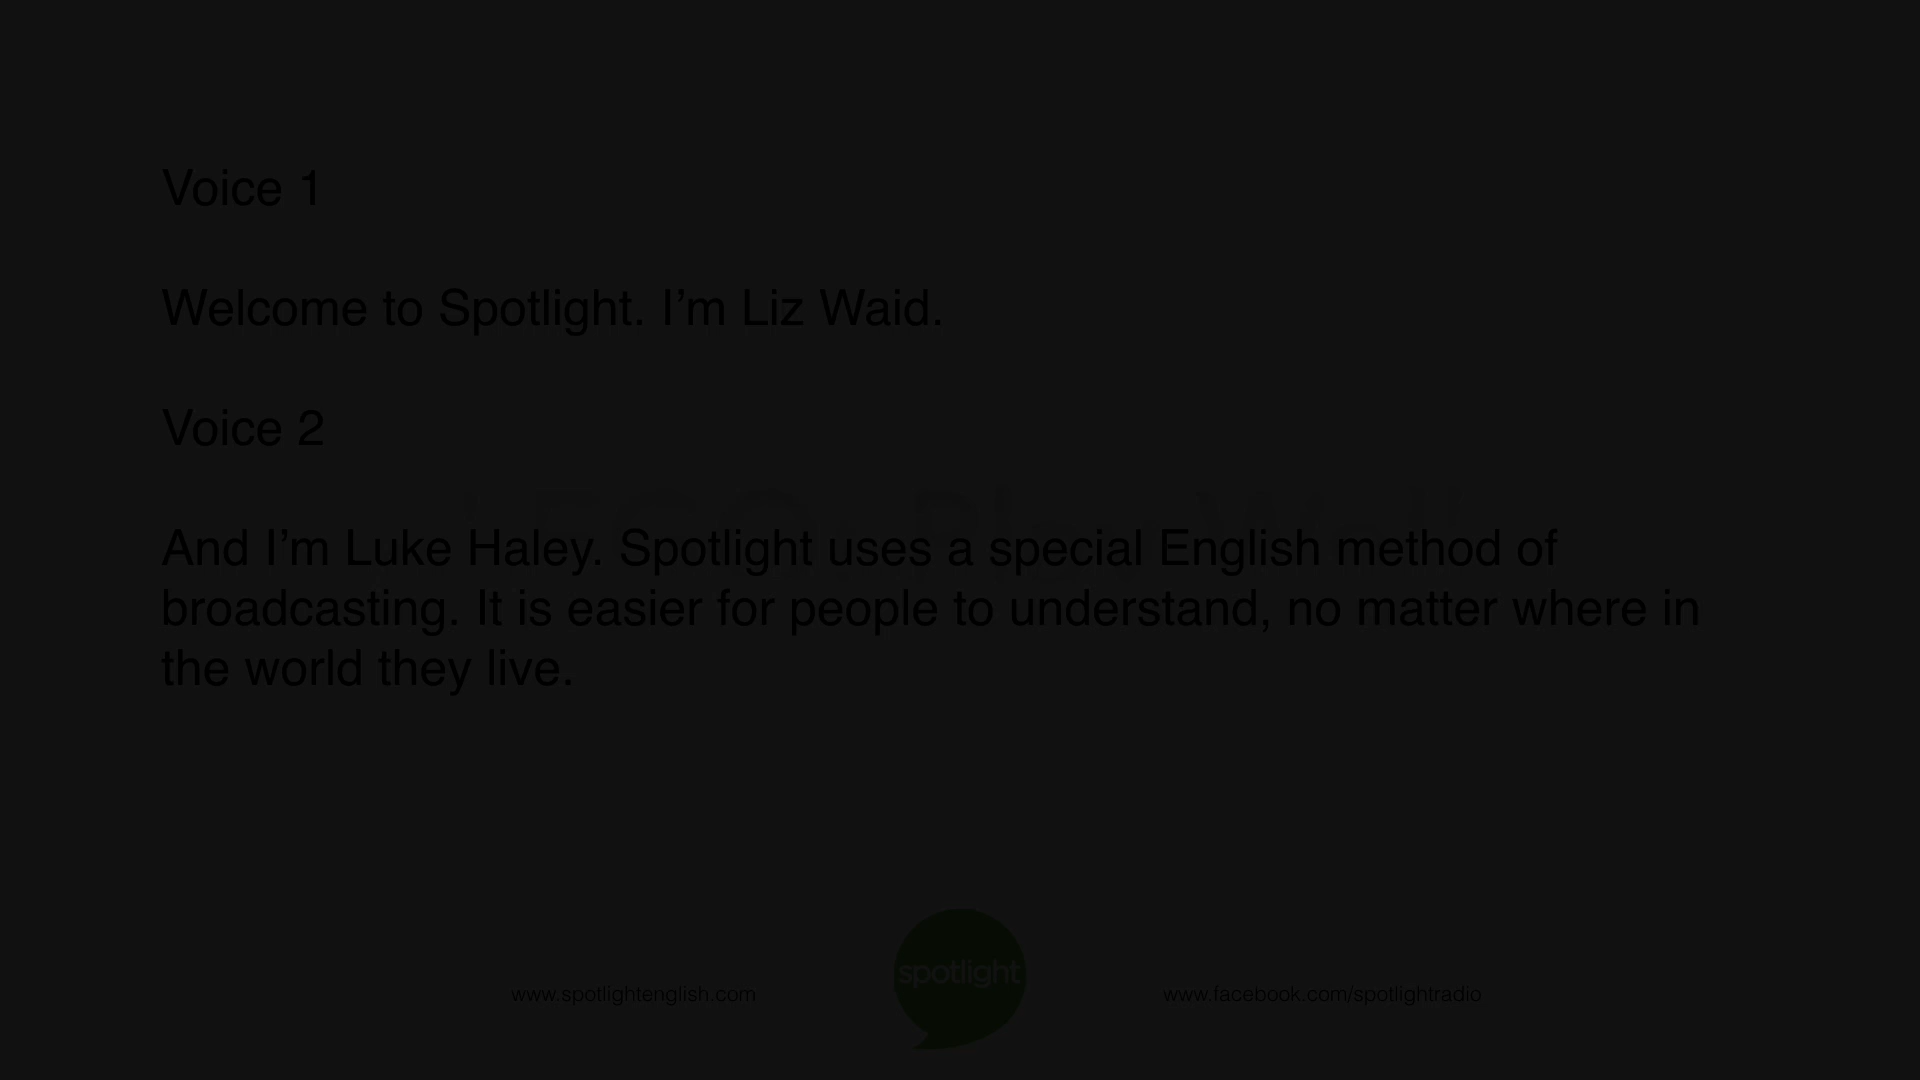 Voice 1
Welcome to Spotlight. I’m Liz Waid.
Voice 2
And I’m Luke Haley. Spotlight uses a special English method of
broadcasting. It is easier for people to understand, no matter where in
the world they live.
spotlight
www.spotlightenglish.com
www.facebook.com/spotlightradio